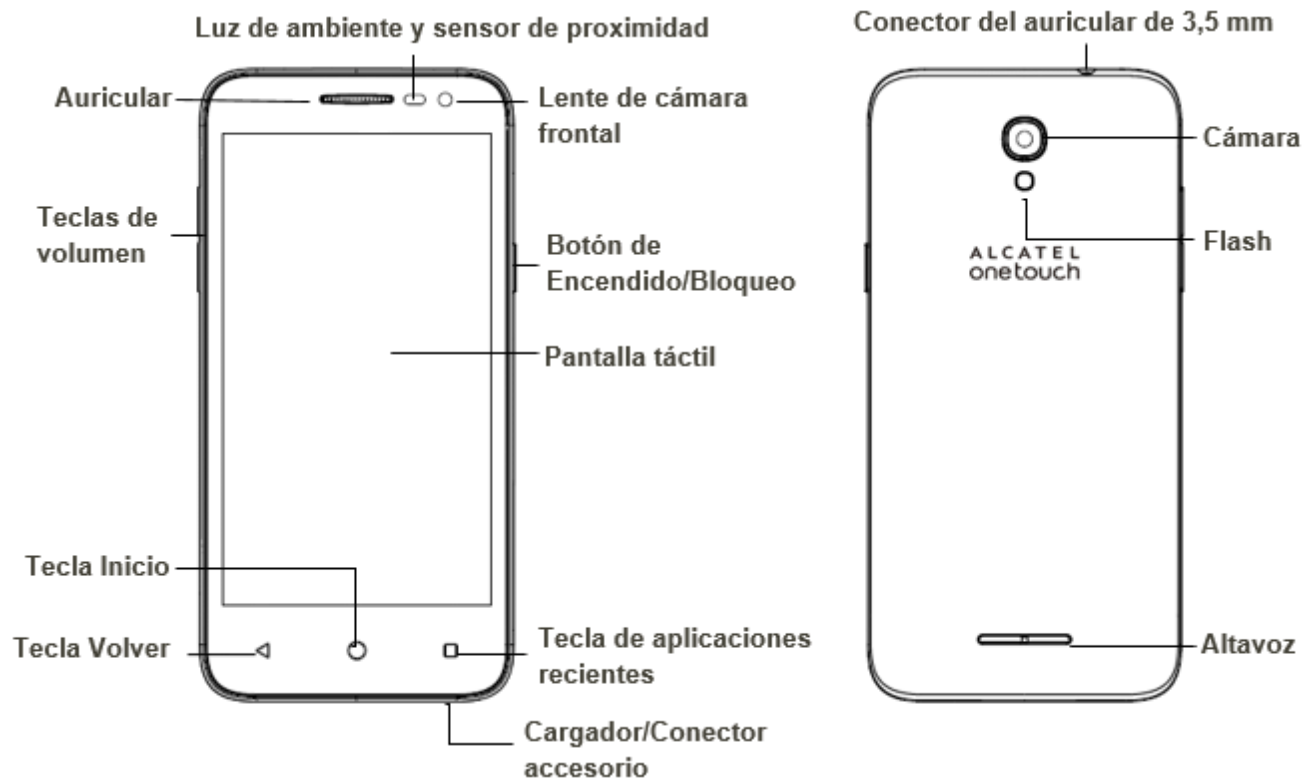 Luz de ambiente y sensor de proximidad
Auricular
Lente de cámara
frontal
Teclas de
volumen
Botón de
Encendido/Bloqueo
Pantalla táctil
Tecla Inicio
Tecla Volver
Tecla de aplicaciones
recientes
Cargador/Conector
accesorio
Conector del auricular de 3,5 mm
Cámara
Flash
ALCATEL
onetouch
Altavoz